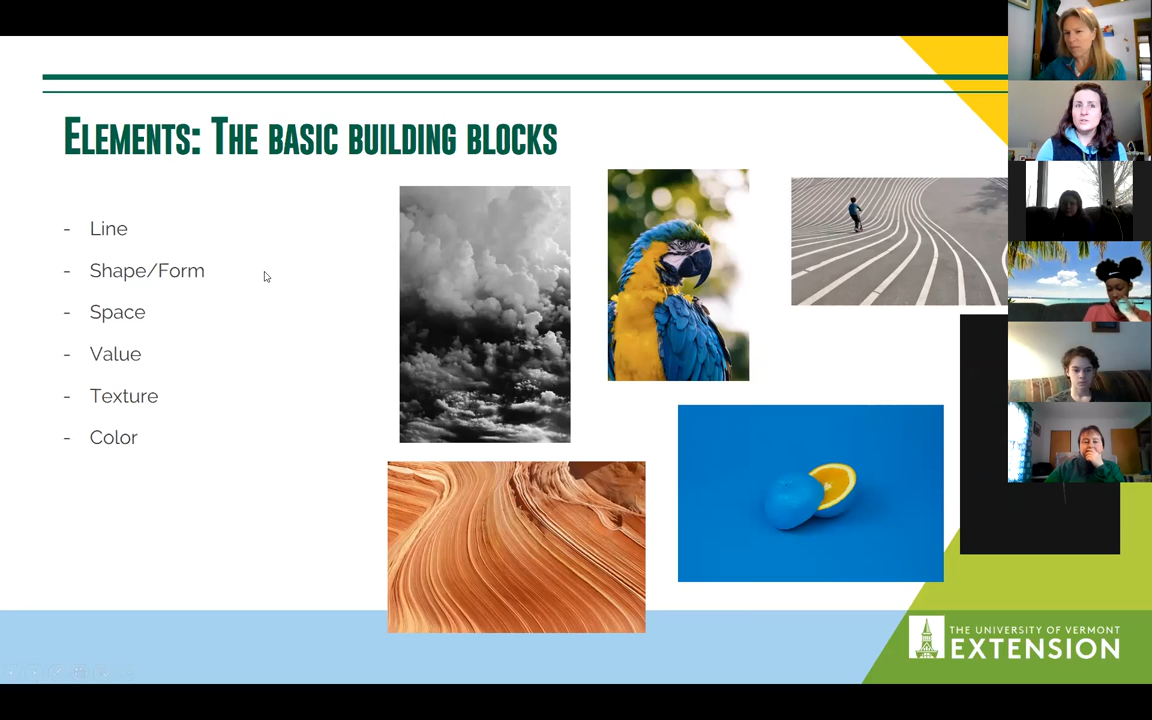 Elements: The basic building blocks
- Line
- Shape/Form
- Space
- Value
- Texture
- Color
THE UNIVERSITY OF VERMONT
EXTENSION